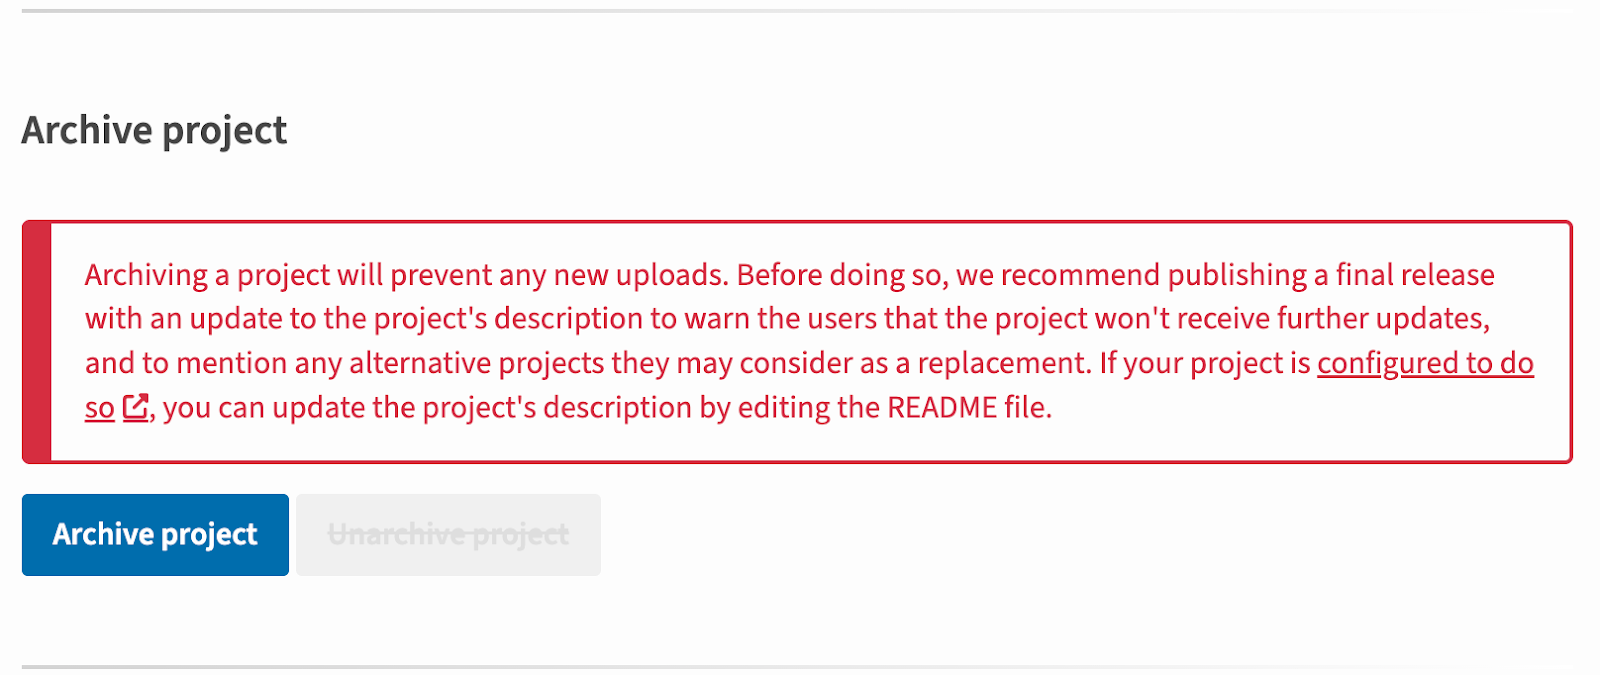 Archive project
Archiving a project will prevent any new uploads. Before doing so, we recommend publishing a final release
with an update to the project's description to warn the users that the project won't receive further updates,
and to mention any alternative projects they may consider as a replacement. If your project is configured to do
so, you can update the project's description by editing the README file.
Archive project
Unarchive project